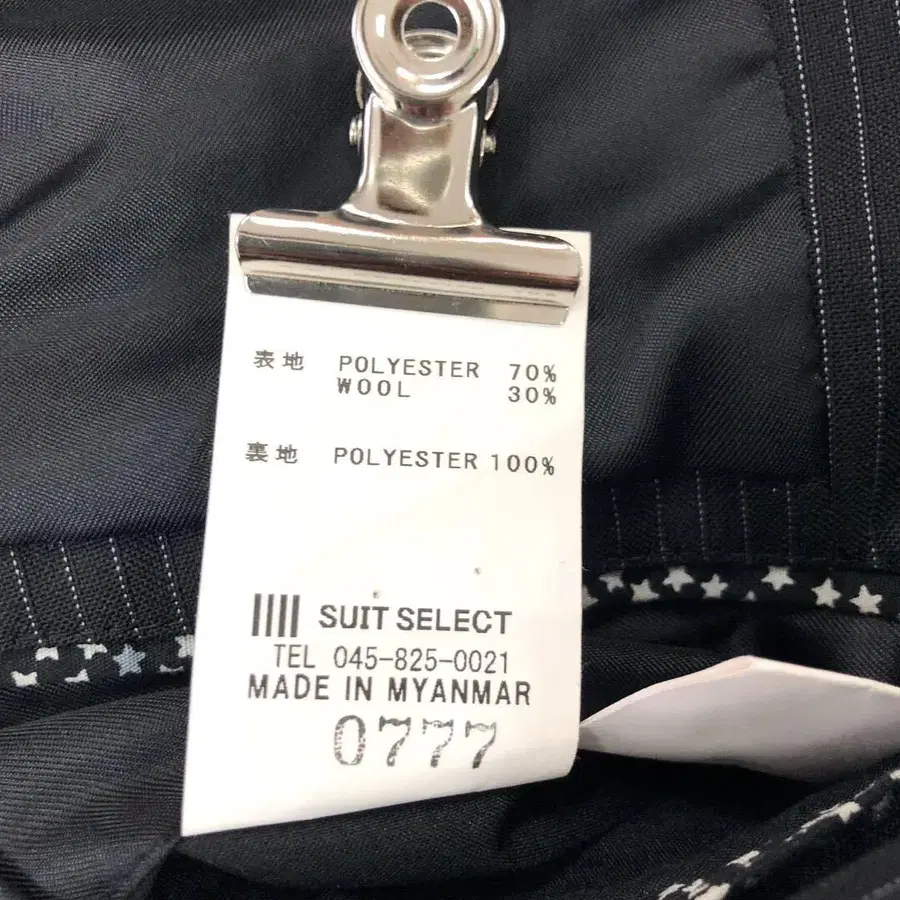 表地 POLYESTER 70%
WOOL 30%
裏地 POLYESTER 100%
SUIT SELECT
TEL 045-825-0021
MADE IN MYANMAR
0777